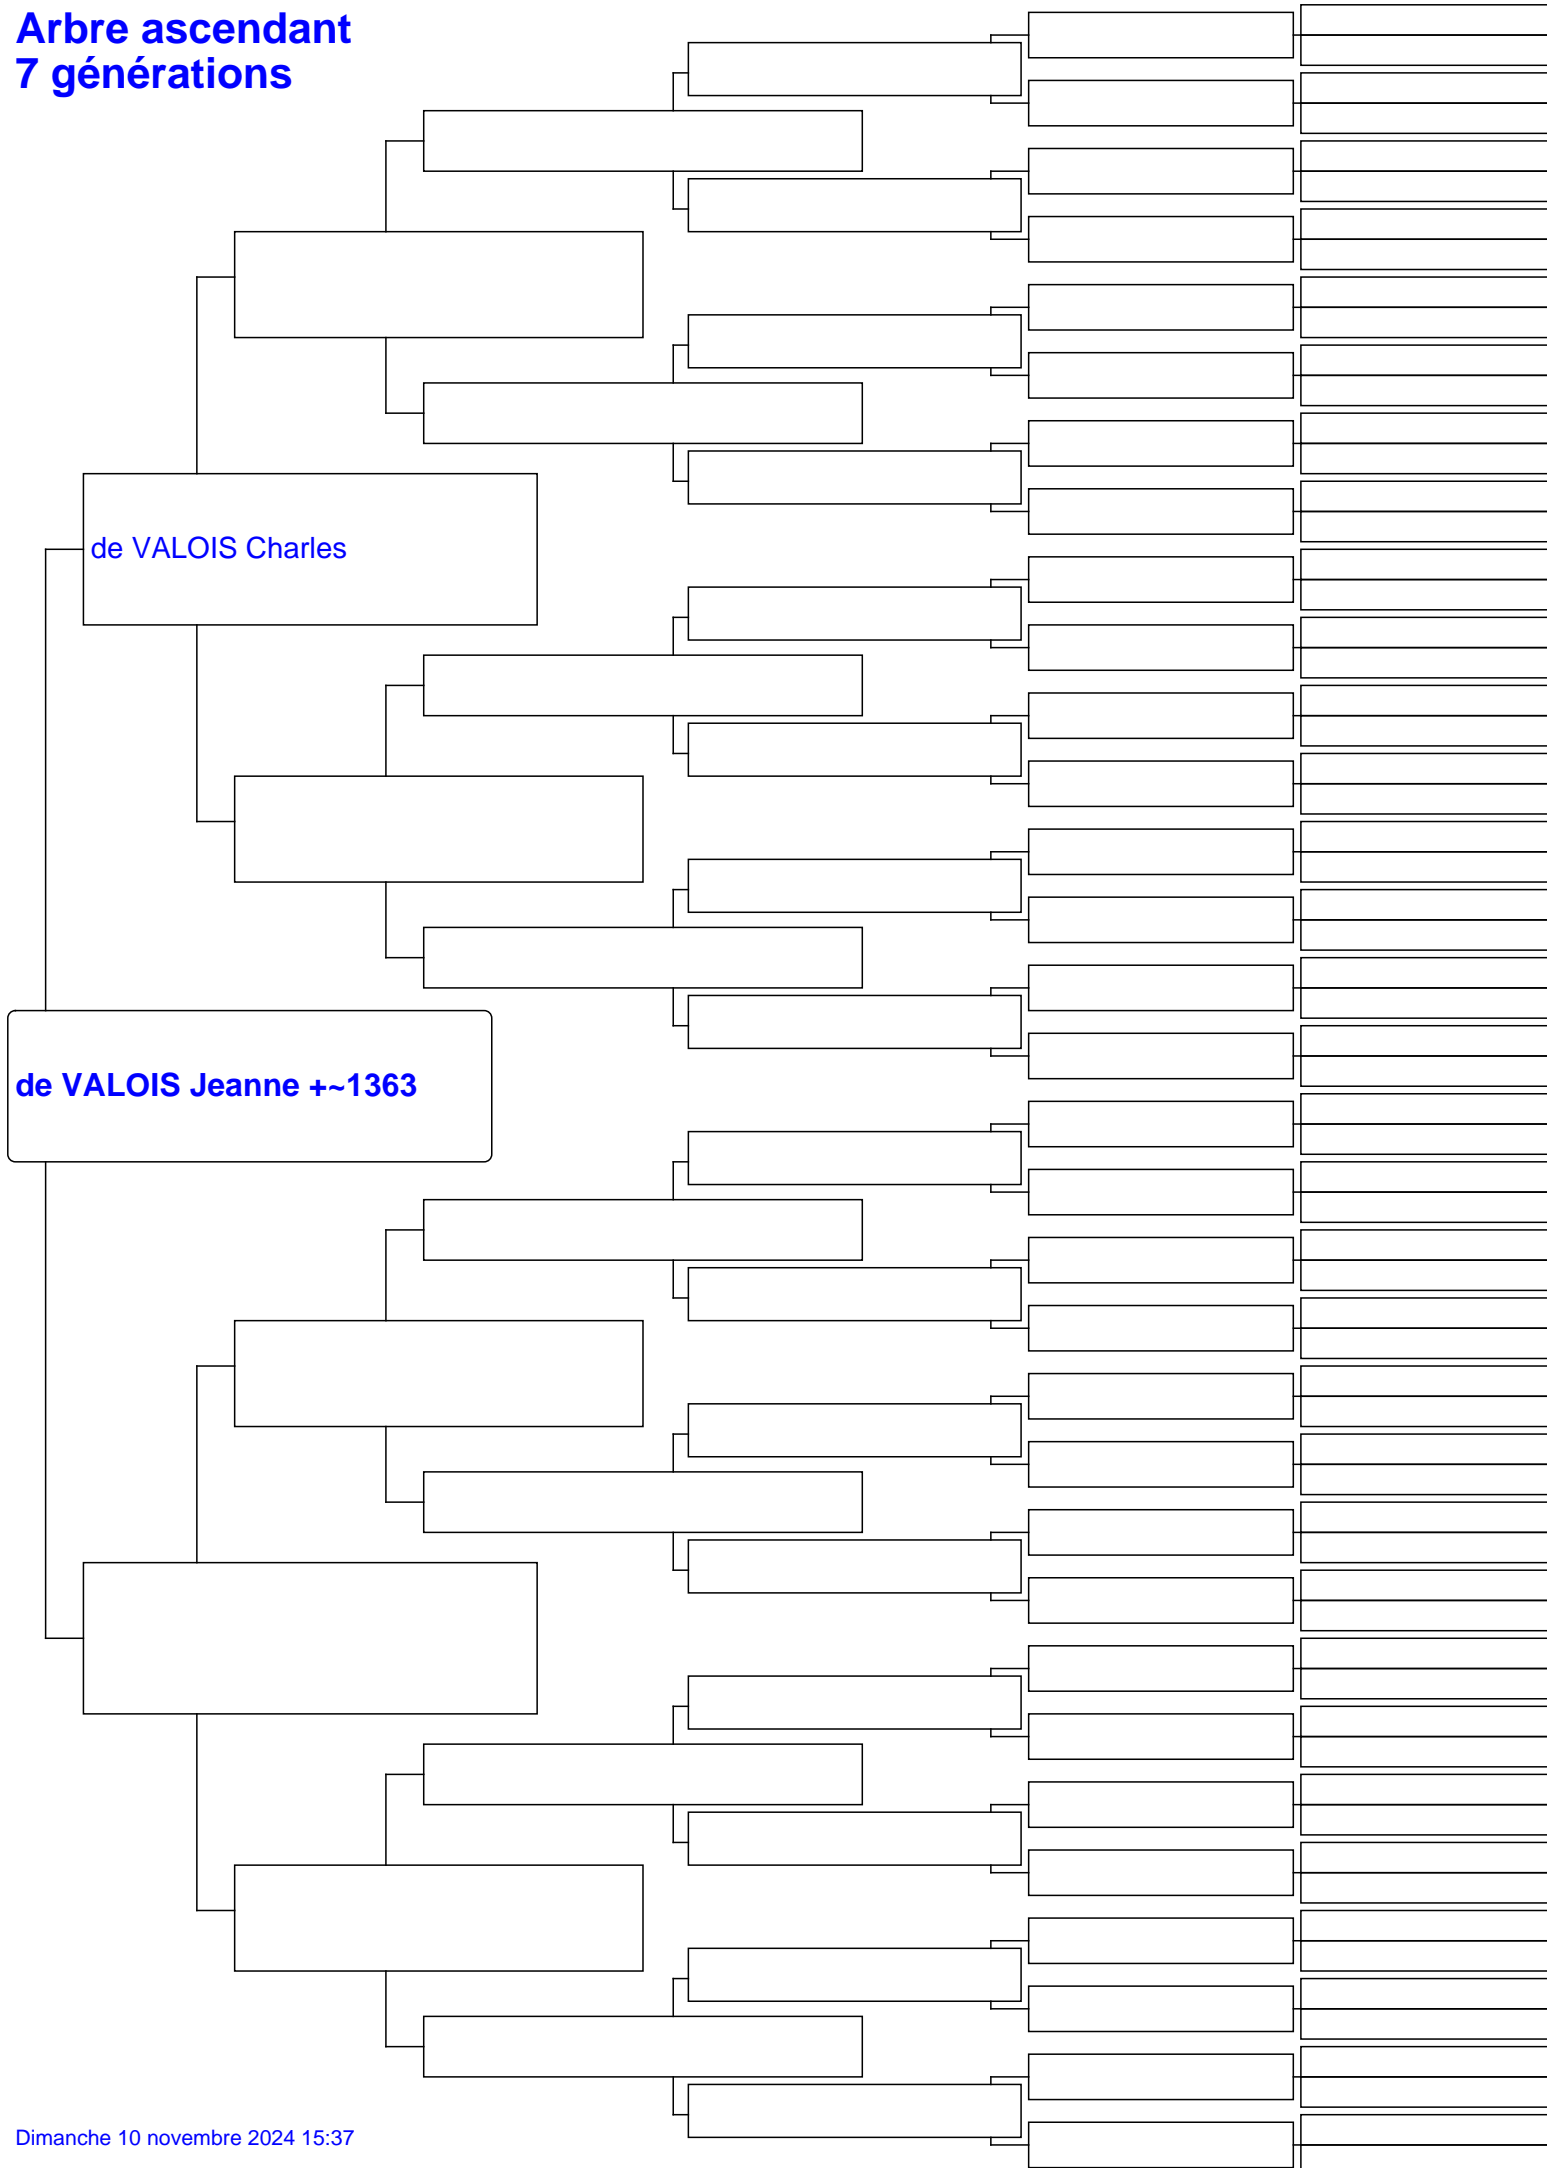 Arbre ascendant
7 générations
de VALOIS Charles
de VALOIS Jeanne +~1363
Dimanche 10 novembre 2024 15:37